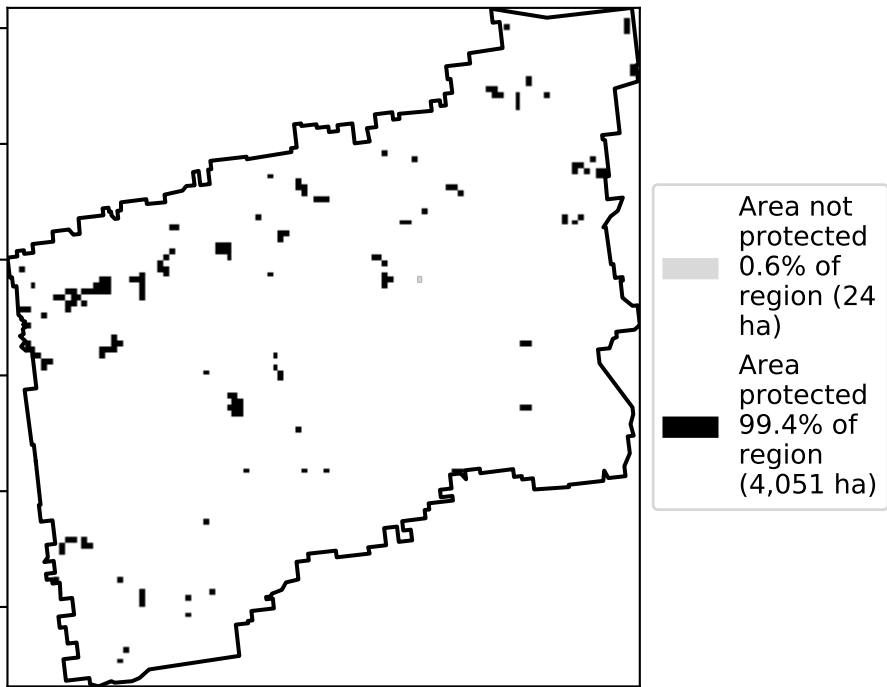 Area not
protected
0.6% of
region (24
ha)
Area
protected
99.4% of
region
(4,051 ha)